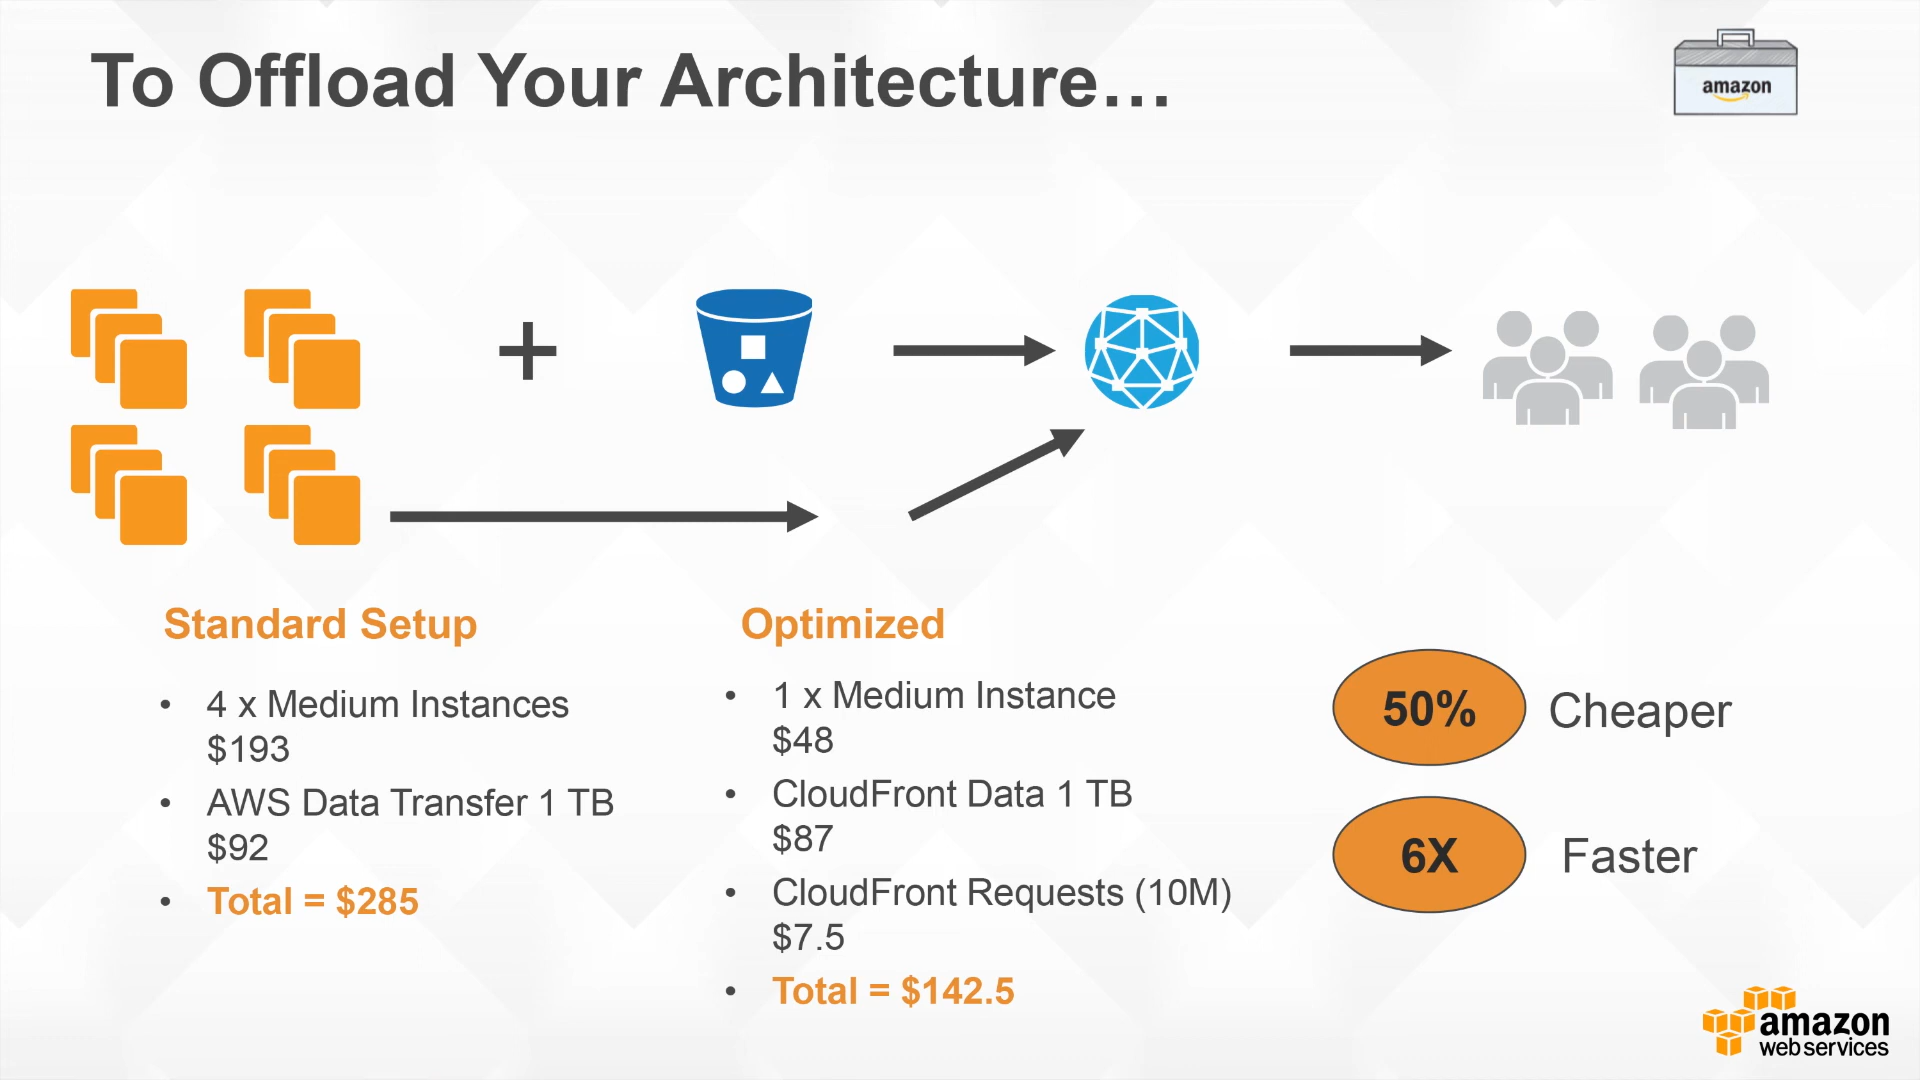 To Offload Your Architecture…
amazon
Standard Setup
• 4 x Medium Instances
$193
• AWS Data Transfer 1 TB
$92
• Total = $285
Optimized
• 1 x Medium Instance
$48
• CloudFront Data 1 TB
$87
• CloudFront Requests (10M)
$7.5
• Total = $142.5
50% Cheaper
6X Faster
amazon
web services